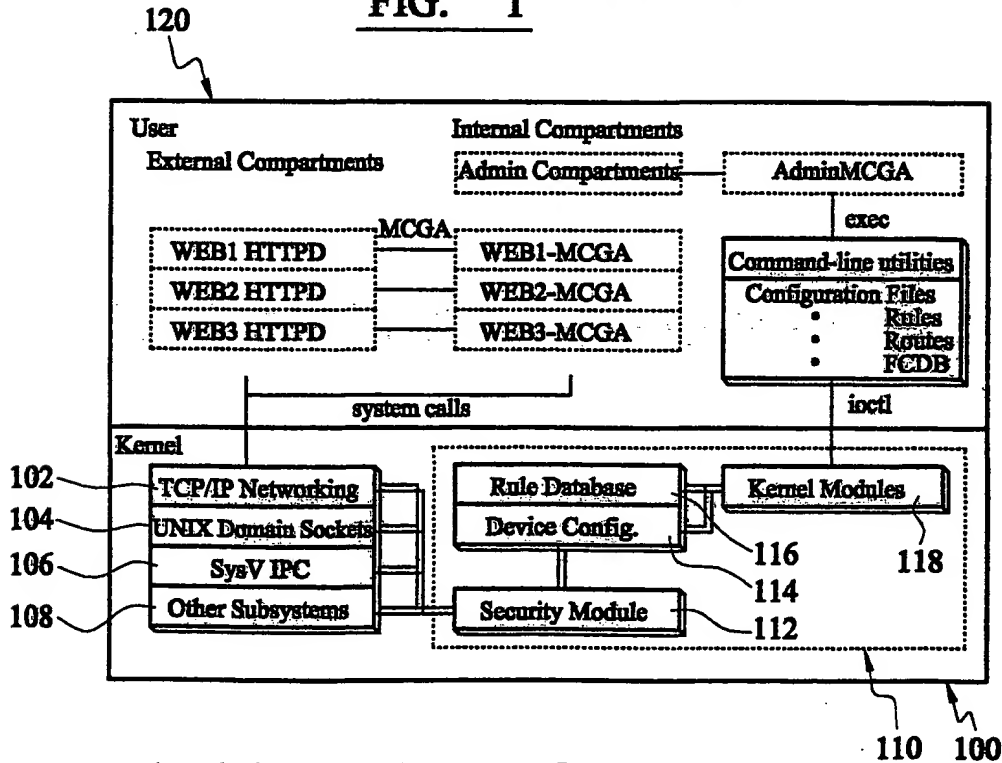 FIG. 1
120
User
Internal Compartments
External Compartments
Admin Compartments
AdminMCGA
exec
MCGA
WEB1 HTTPD
WEB1-MCGA
WEB2 HTTPD
WEB2-MCGA
WEB3 HTTPD
WEB3-MCGA
Command-line utilities
Configuration Files
• Rules
• Routes
• FCDB
system calls
ioctl
Kernel
102
TCP/IP Networking
104
UNIX Domain Sockets
106
SysV IPC
108
Other Subsystems
Rule Database
Device Config.
Security Module
Kernel Modules
116
118
114
112
110
100